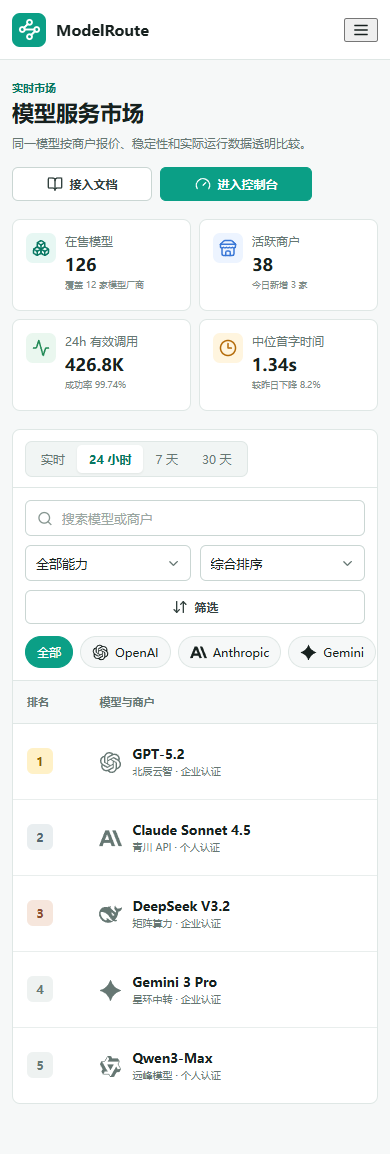 ModelRoute
实时市场
模型服务市场
同一模型按商户报价、稳定性和实际运行数据透明比较。
接入文档
进入控制台
在售模型
126
覆盖 12 家模型厂商
活跃商户
38
今日新增 3 家
24h 有效调用
426.8K
成功率 99.74%
中位首字时间
1.34s
较昨日下降 8.2%
实时
24 小时
7 天
30 天
搜索模型或商户
全部能力
综合排序
筛选
全部
OpenAI
Anthropic
Gemini
排名
模型与商户
1
GPT-5.2
北辰云智 · 企业认证
2
Claude Sonnet 4.5
青川 API · 个人认证
3
DeepSeek V3.2
矩阵算力 · 企业认证
4
Gemini 3 Pro
星环中转 · 企业认证
5
Qwen3-Max
远峰模型 · 个人认证